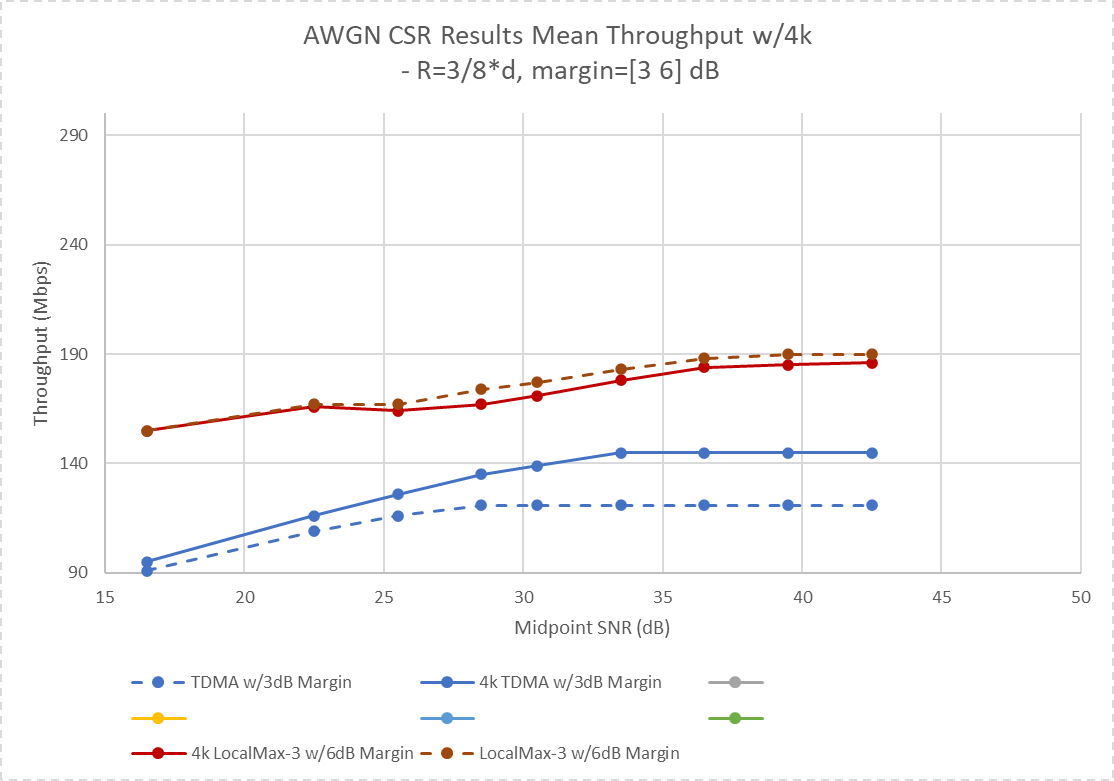 AWGN CSR Results Mean Throughput w/4k
- R=3/8*d, margin=[3 6] dB
290
240
190
140
90
Throughput (Mbps)
15 20 25 30 35 40 45 50
Midpoint SNR (dB)
TDMA w/3dB Margin 4k TDMA w/3dB Margin
4k LocalMax-3 w/6dB Margin LocalMax-3 w/6dB Margin